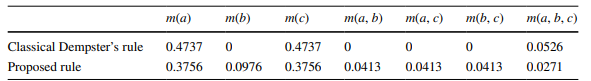 m(a) m(b) m(c) m(a, b) m(a, c) m(b, c) m(a, b, c)
Classical Dempster's rule 0.4737 0 0.4737 0 0 0 0.0526
Proposed rule 0.3756 0.0976 0.3756 0.0413 0.0413 0.0413 0.0271